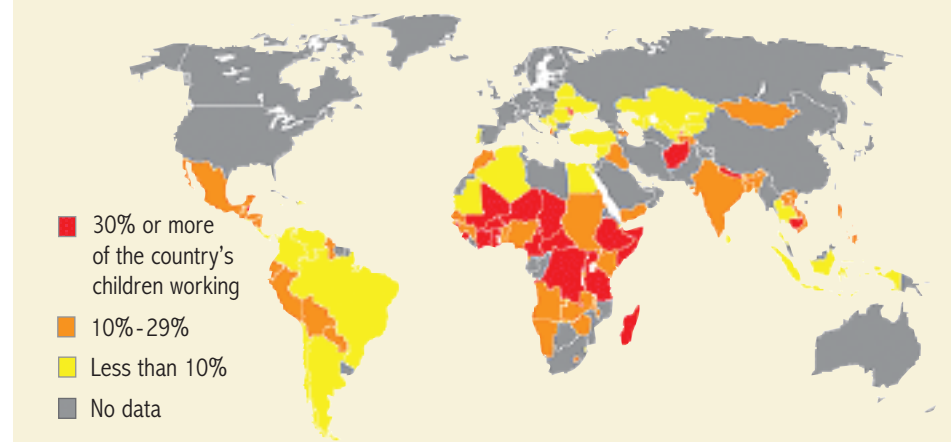 30% or more
of the country's
children working
10%-29%
Less than 10%
No data